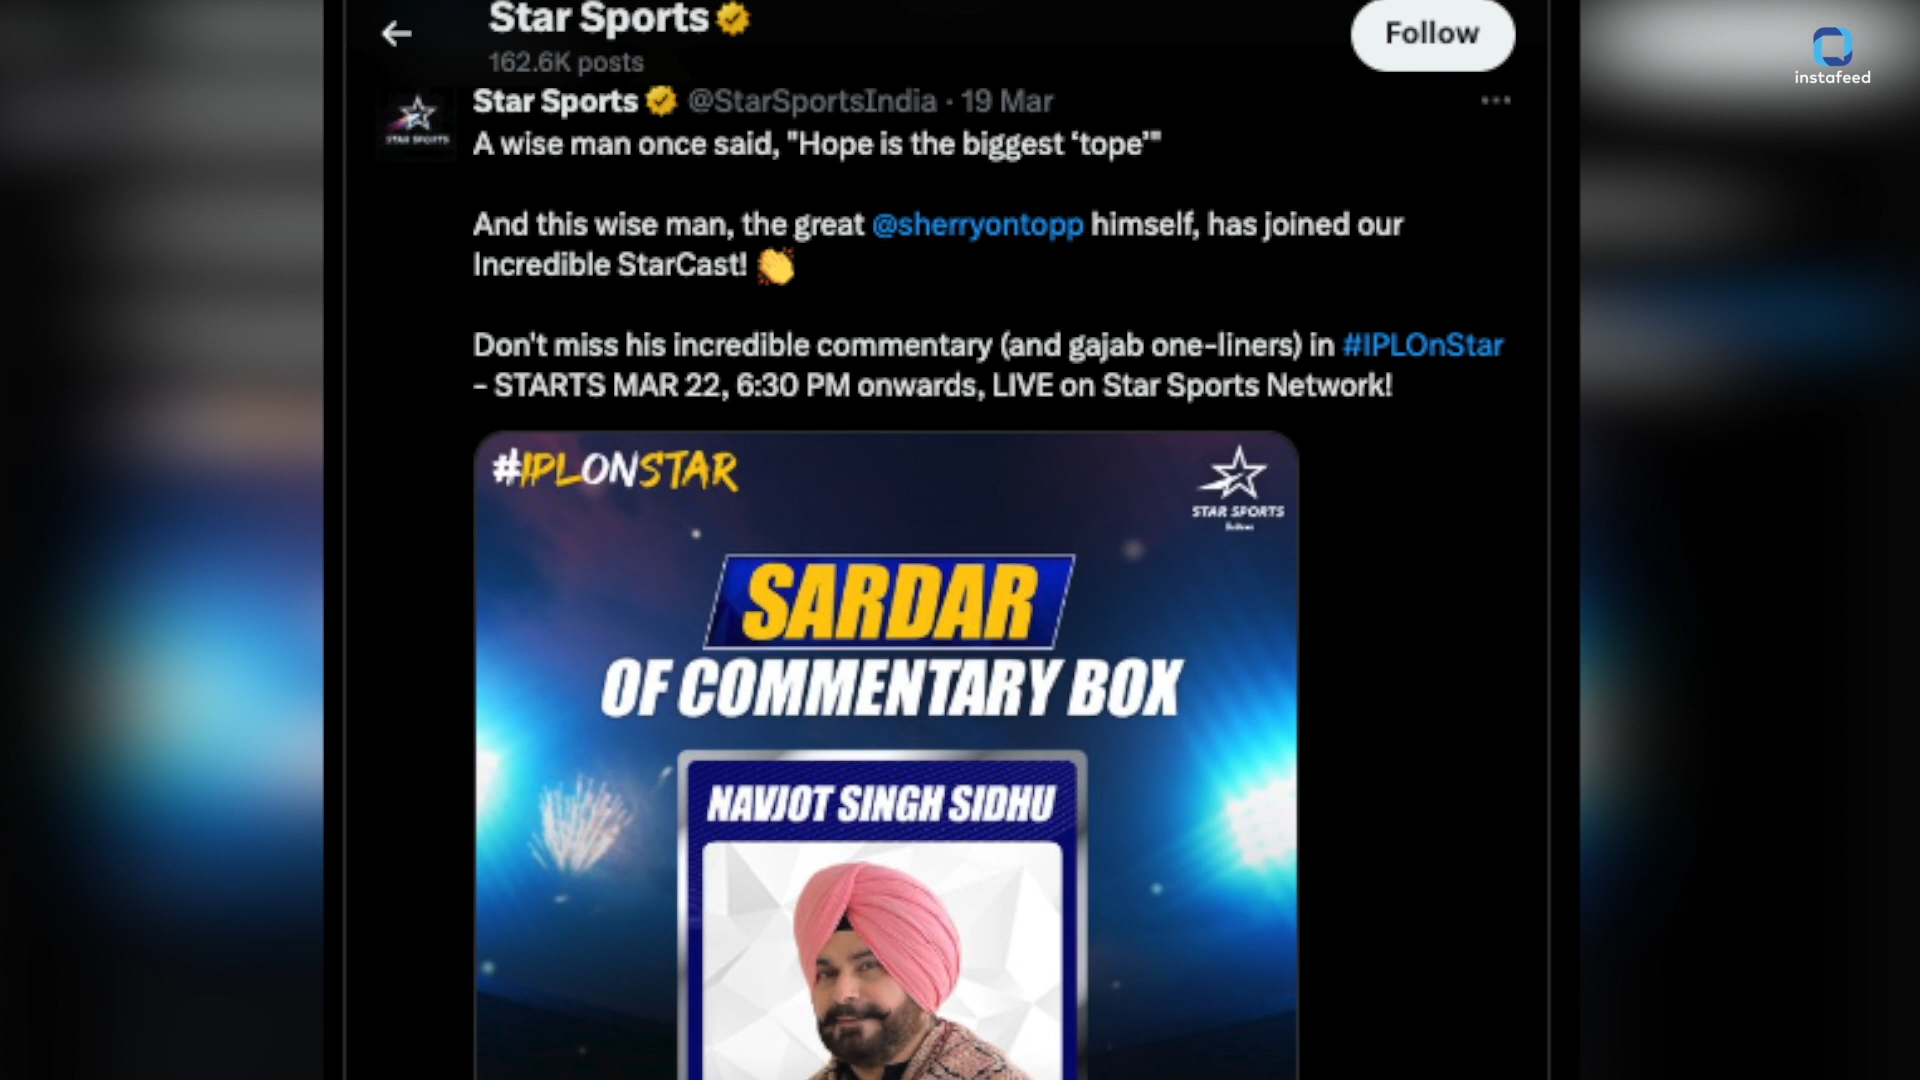 Star Sports
162.6K posts
Follow
instafeed
Star Sports @StarSportsIndia · 19 Mar
STAR SPORTS
A wise man once said, "Hope is the biggest ‘tope’"
And this wise man, the great @sherryontopp himself, has joined our
Incredible StarCast! 👏
Don't miss his incredible commentary (and gajab one-liners) in #IPLOnStar
– STARTS MAR 22, 6:30 PM onwards, LIVE on Star Sports Network!
#IPLONSTAR
STAR SPORTS
SARDAR
OF COMMENTARY BOX
NAVJOT SINGH SIDHU